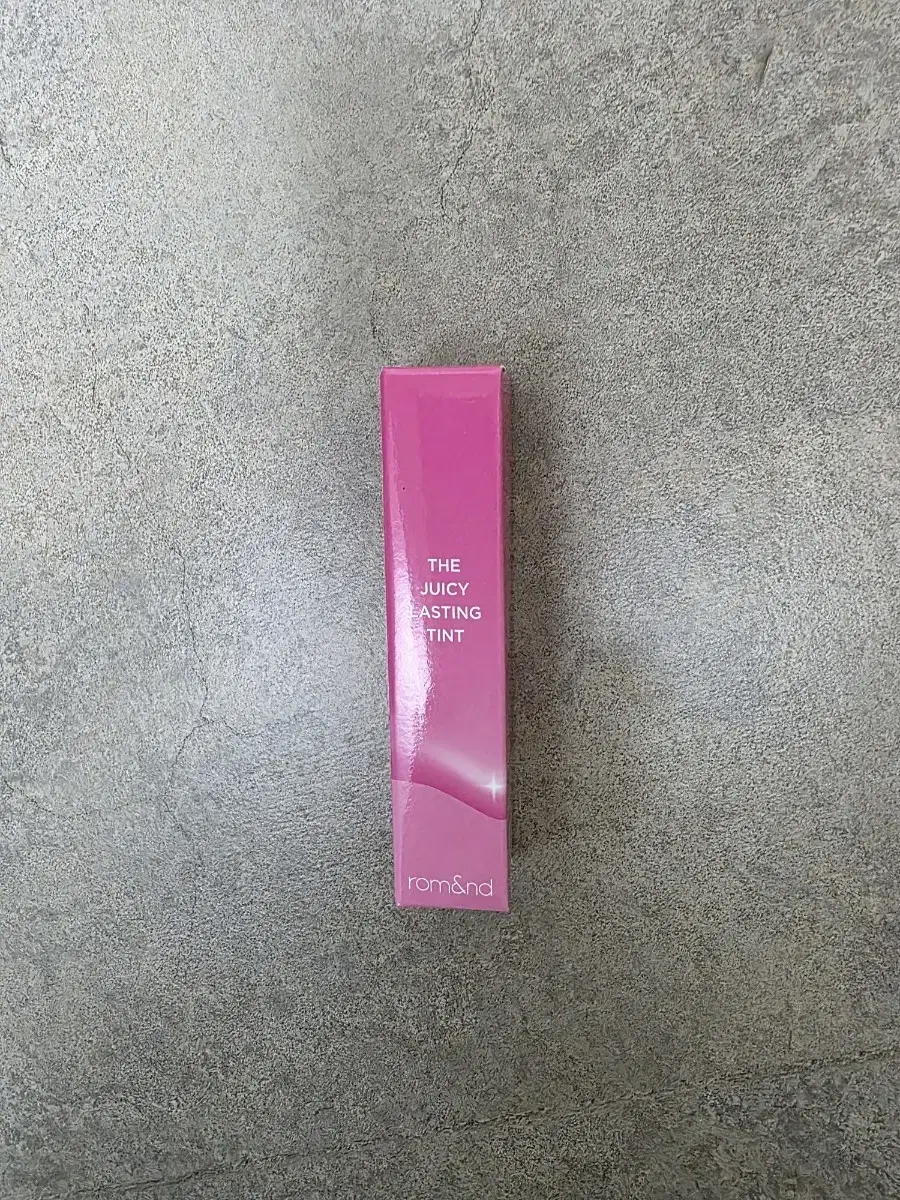 THE
JUICY
LASTING
TINT
rom&nd